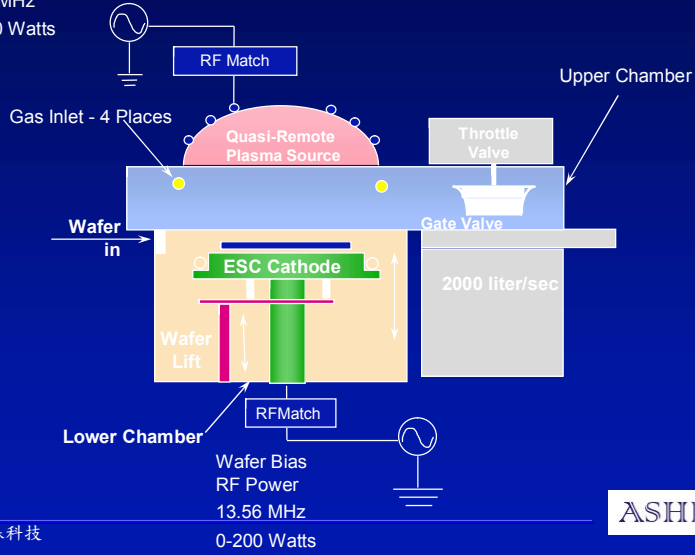 MHz
0 Watts
RF Match
Upper Chamber
Gas Inlet - 4 Places
Quasi-Remote
Plasma Source
Throttle
Valve
Wafer
in
Gate Valve
ESC Cathode
2000 liter/sec
Wafer
Lift
RFMatch
Lower Chamber
Wafer Bias
RF Power
13.56 MHz
0-200 Watts
科技
ASHI